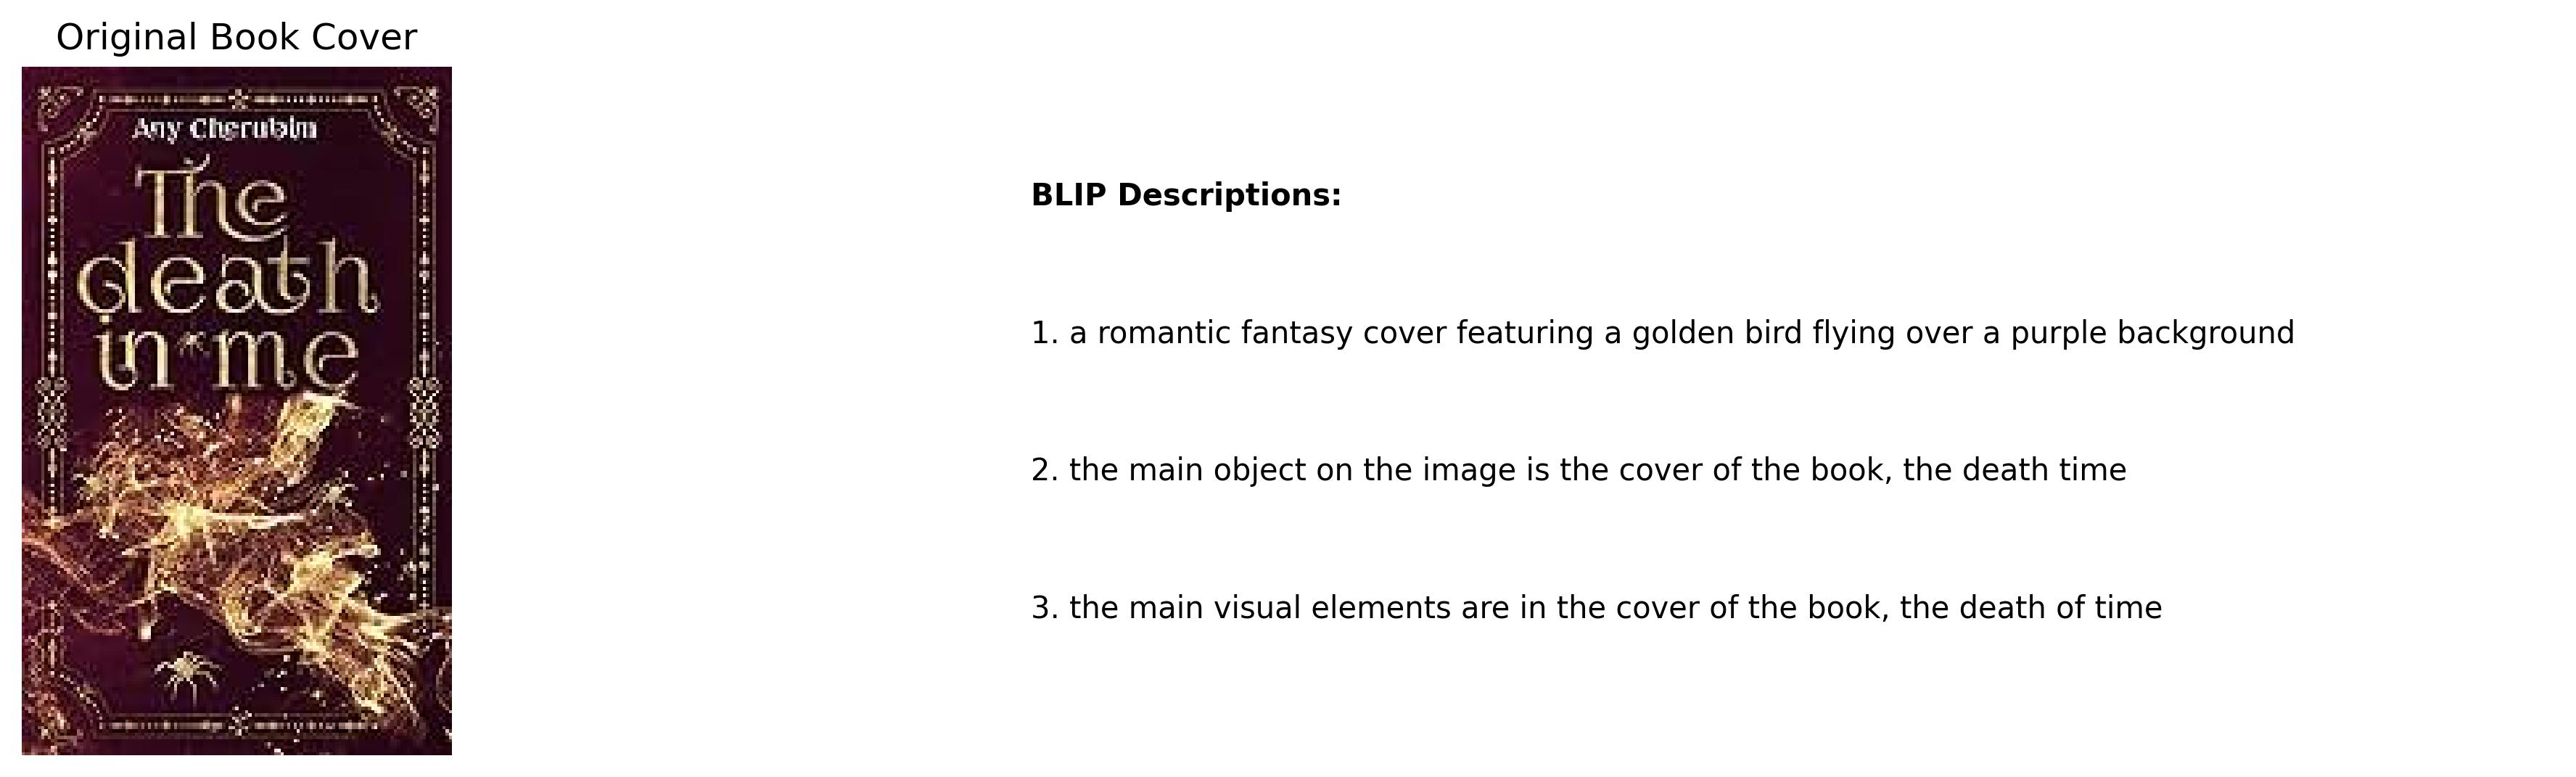 Original Book Cover
Any Cherubim
The
death
in me
BLIP Descriptions:
1. a romantic fantasy cover featuring a golden bird flying over a purple background
2. the main object on the image is the cover of the book, the death time
3. the main visual elements are in the cover of the book, the death of time